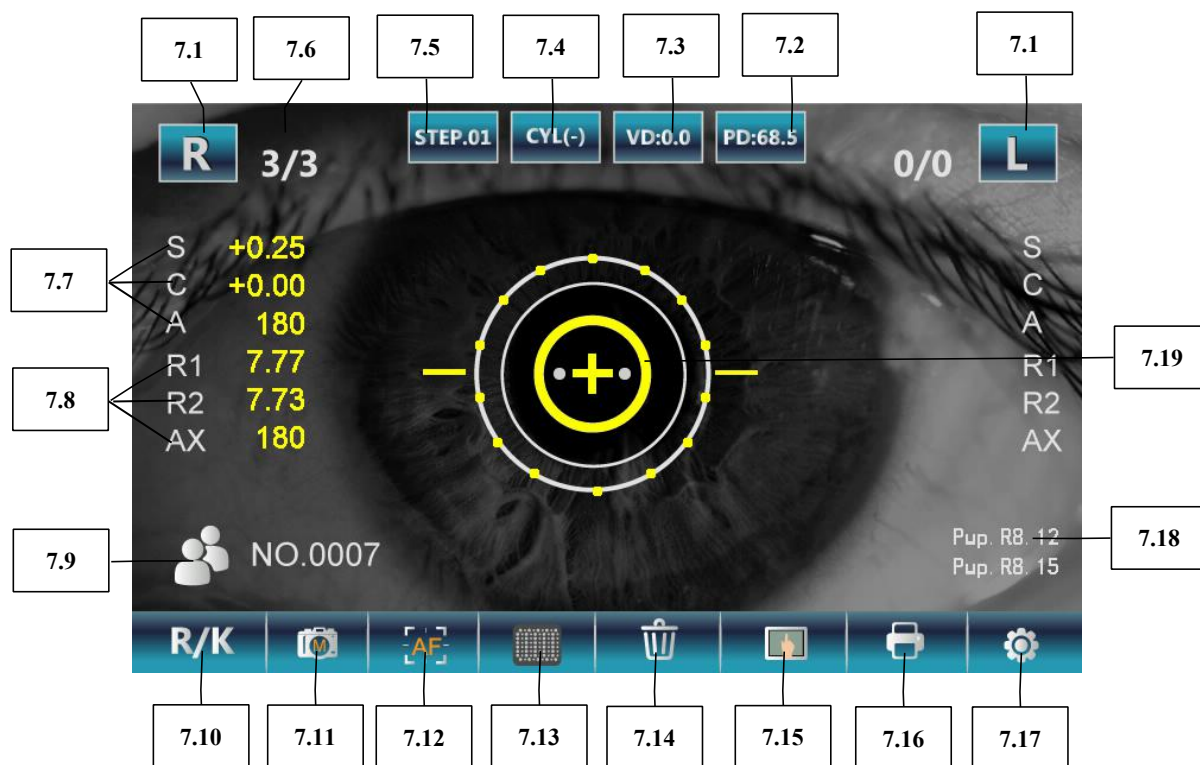 7.1
7.6
7.5
7.4
7.3
7.2
7.1
R
3/3
STEP.01
CYL(-)
VD:0.0
PD:68.5
0/0
L
7.7
S +0.25
C +0.00
A 180
7.8
R1 7.77
R2 7.73
AX 180
S
C
A
R1
R2
AX
7.19
7.9
NO.0007
Pup. R8. 12
Pup. R8. 15
7.18
R/K
M
AF
7.10
7.11
7.12
7.13
7.14
7.15
7.16
7.17